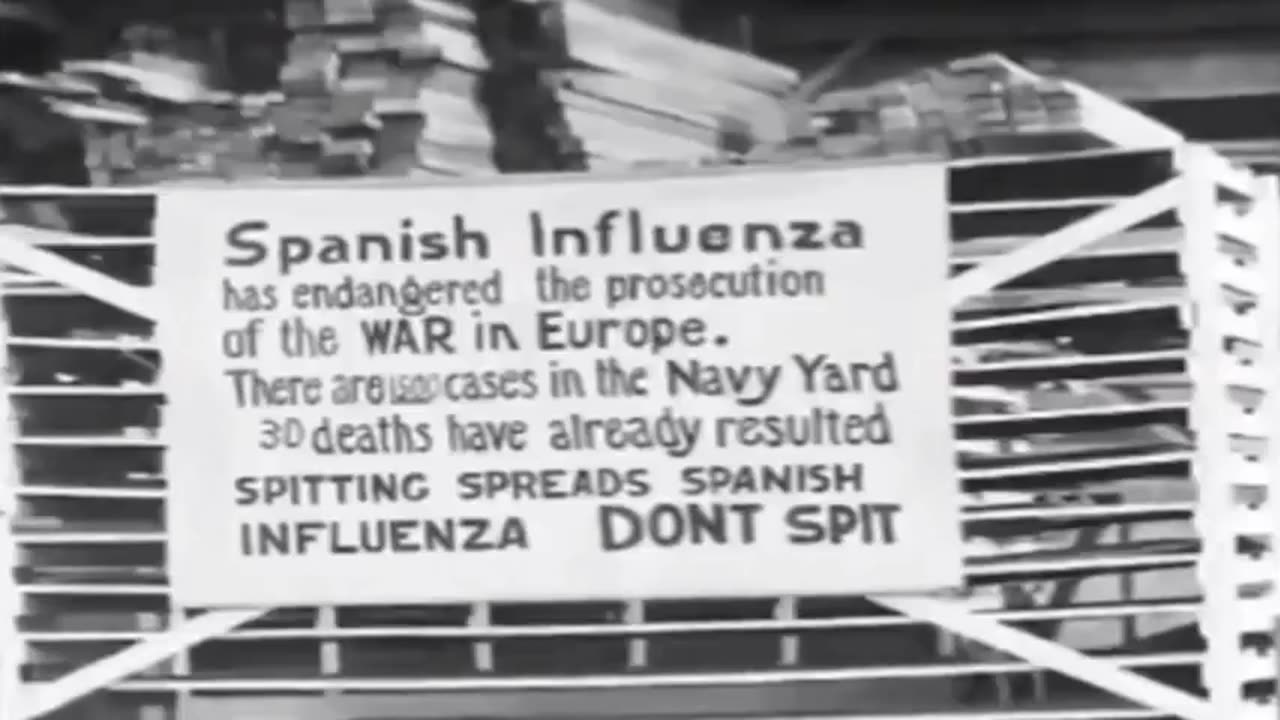 Spanish Influenza
has endangered the prosecution
of the WAR in Europe.
There are 1500 cases in the Navy Yard
30 deaths have already resulted
SPITTING SPREADS SPANISH
INFLUENZA DONT SPIT